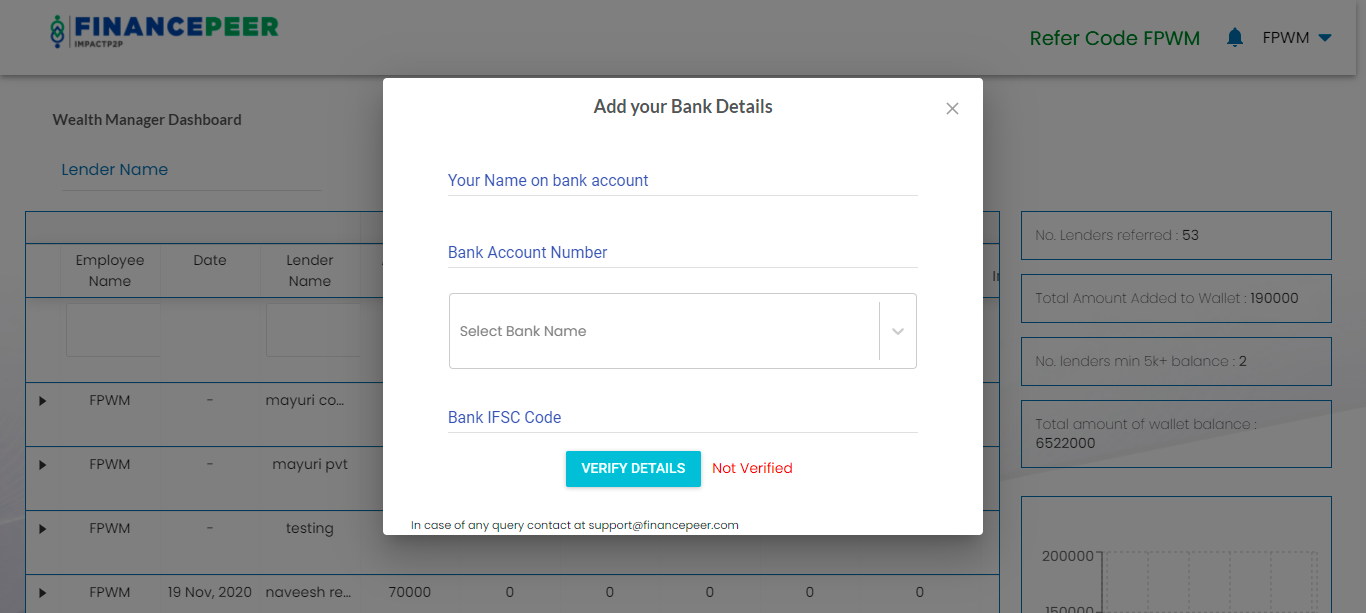 FINANCEPEER
IMPACTP2P
Refer Code FPWM
FPWM
Wealth Manager Dashboard
Lender Name
Add your Bank Details
Your Name on bank account
Bank Account Number
Select Bank Name
Bank IFSC Code
VERIFY DETAILS
Not Verified
In case of any query contact at support@financepeer.com
Employee
Name
Date
Lender
Name
FPWM - mayuri co...
FPWM - mayuri pvt
FPWM - testing
FPWM 19 Nov, 2020 naveesh re... 70000 0 0 0 0 0
No. Lenders referred : 53
Total Amount Added to Wallet : 190000
No. lenders min 5k+ balance : 2
Total amount of wallet balance :
6522000
200000
150000